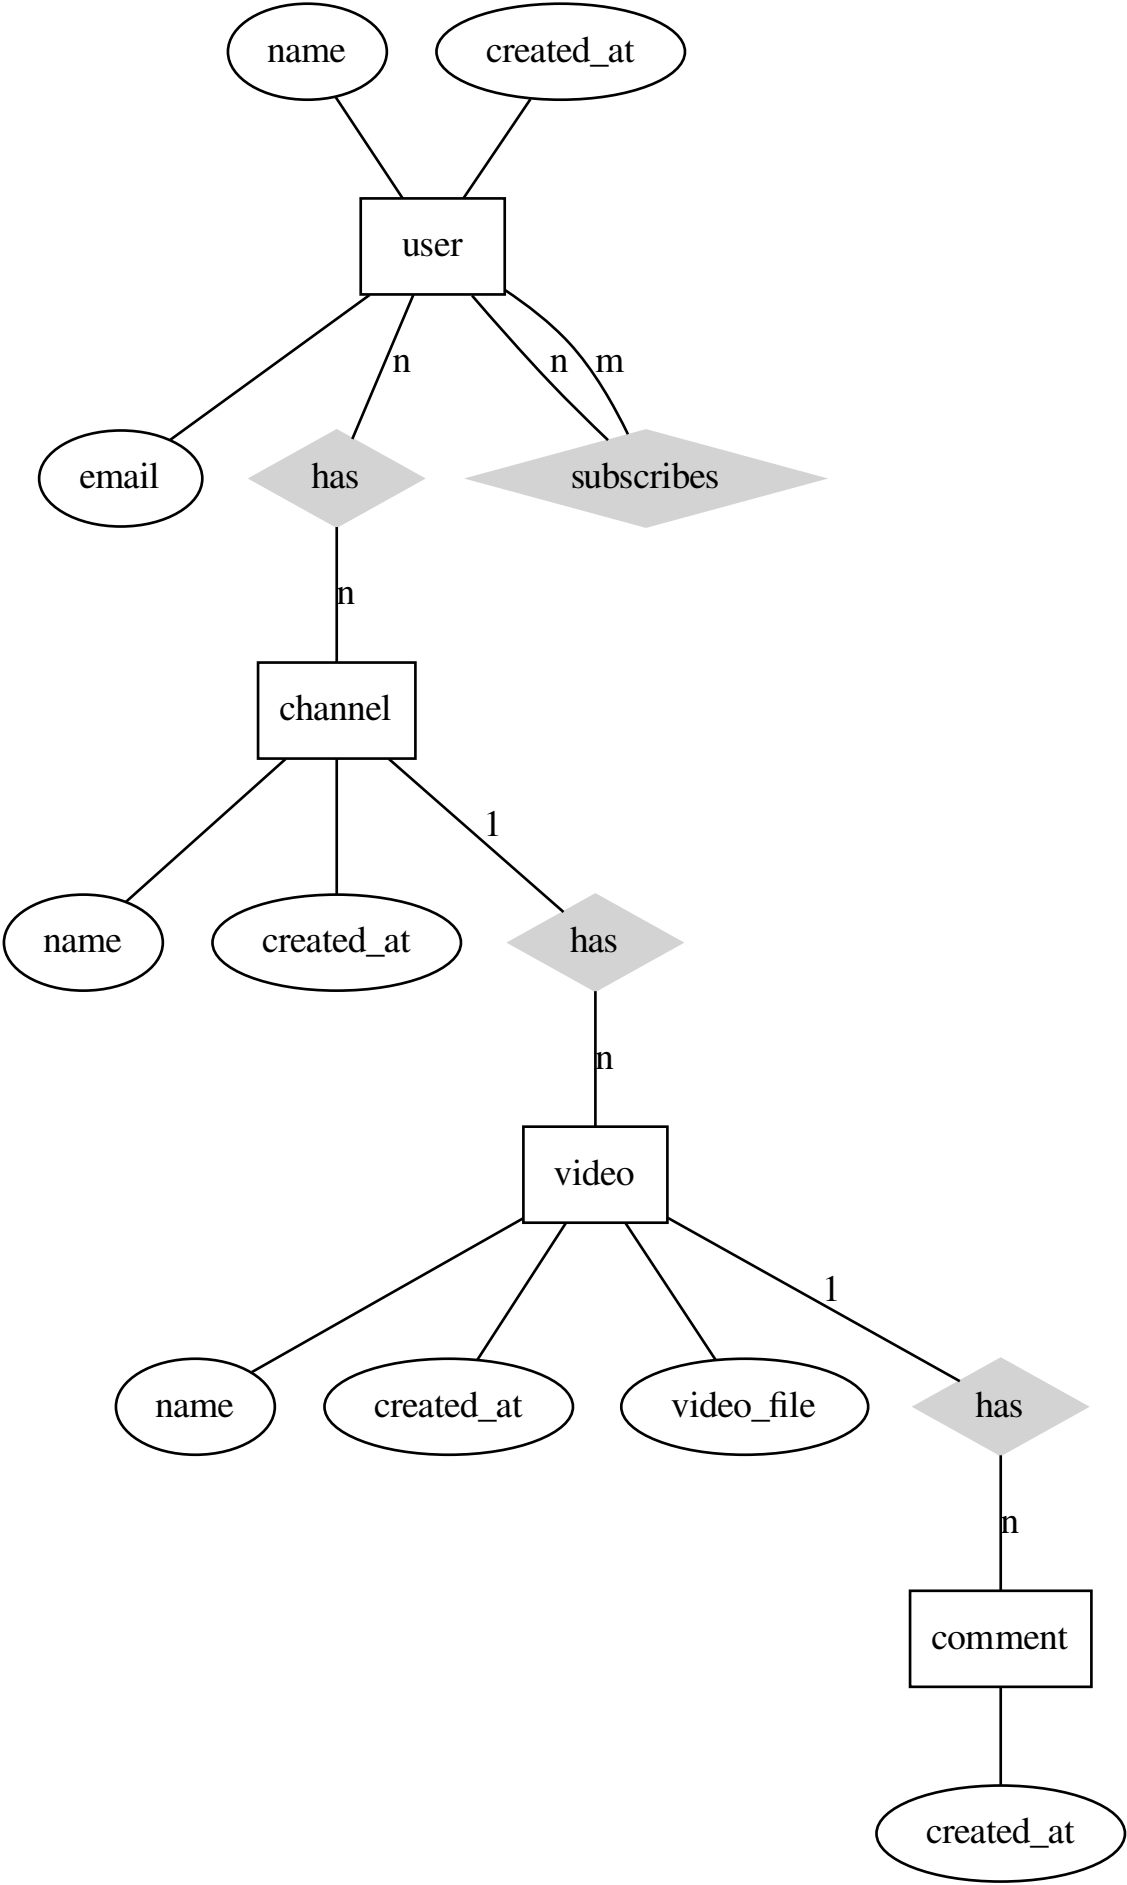 name
created_at
user
n
n
m
email
has
subscribes
n
channel
1
name
created_at
has
n
video
1
name
created_at
video_file
has
n
comment
created_at